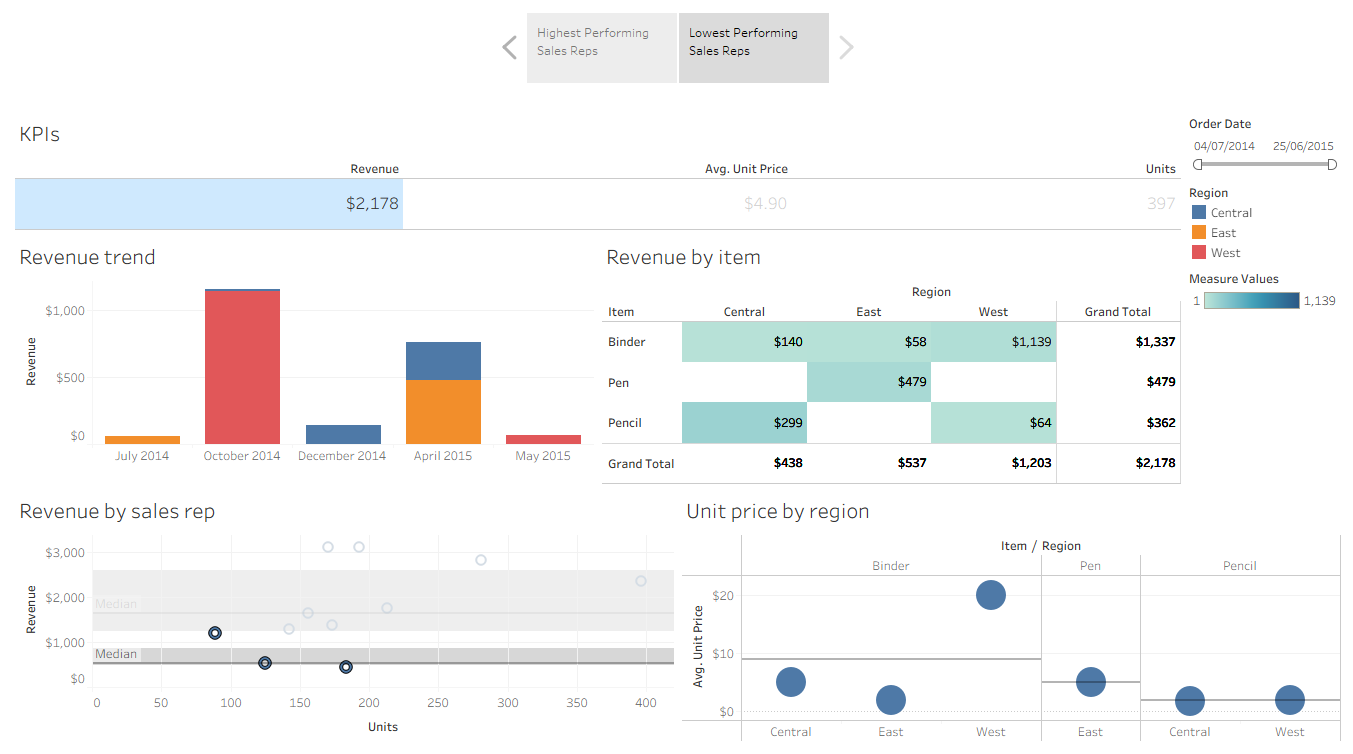 Highest Performing
Sales Reps
Lowest Performing
Sales Reps
KPIs
Revenue
Avg. Unit Price
Units
$2,178
$4.90
397
Order Date
04/07/2014
25/06/2015
Region
Central
East
West
Measure Values
1
1,139
Revenue trend
Revenue
$1,000
$500
$0
July 2014
October 2014
December 2014
April 2015
May 2015
Revenue by item
Region
Item
Central
East
West
Grand Total
Binder
$140
$58
$1,139
$1,337
Pen
$479
$479
Pencil
$299
$64
$362
Grand Total
$438
$537
$1,203
$2,178
Revenue by sales rep
Revenue
$3,000
$2,000
$1,000
$0
Median
Median
0
50
100
150
200
250
300
350
400
Units
Unit price by region
Item / Region
Binder
Pen
Pencil
Avg. Unit Price
$20
$10
$0
Central
East
West
East
Central
West